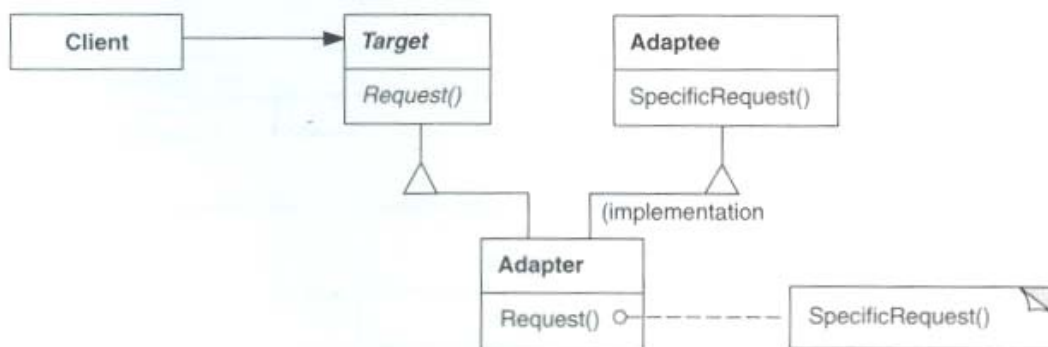 Client
Target
Request()
Adaptee
SpecificRequest()
(implementation
Adapter
Request()
SpecificRequest()